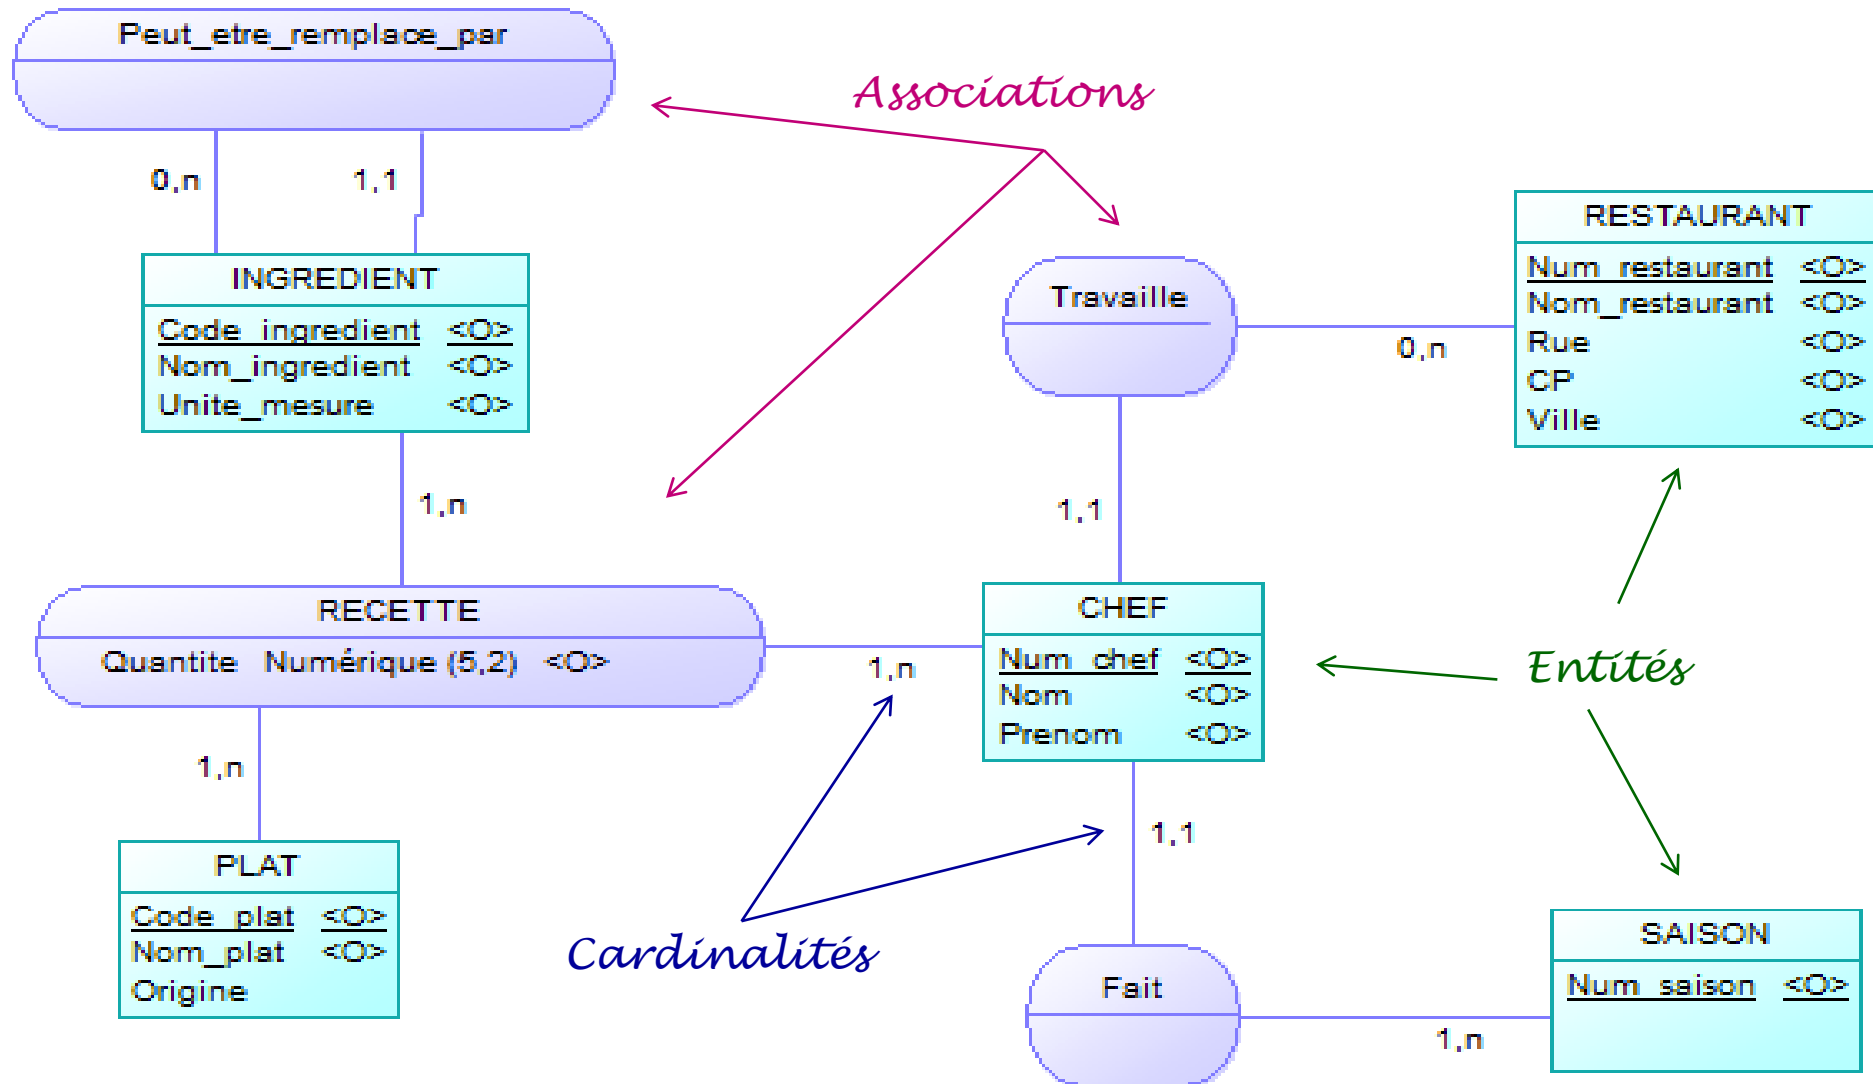 Peut_etre_remplace_par
Associations
0,n
1,1
INGREDIENT
Code_ingredient <O>
Nom_ingredient <O>
Unite_mesure <O>
Travaille
0,n
RESTAURANT
Num_restaurant <O>
Nom_restaurant <O>
Rue <O>
CP <O>
Ville <O>
1,n
1,1
RECETTE
Quantite Numérique (5,2) <O>
1,n
CHEF
Num_chef <O>
Nom <O>
Prenom <O>
Entités
1,n
PLAT
Code_plat <O>
Nom_plat <O>
Origine
Cardinalités
1,1
Fait
1,n
SAISON
Num_saison <O>